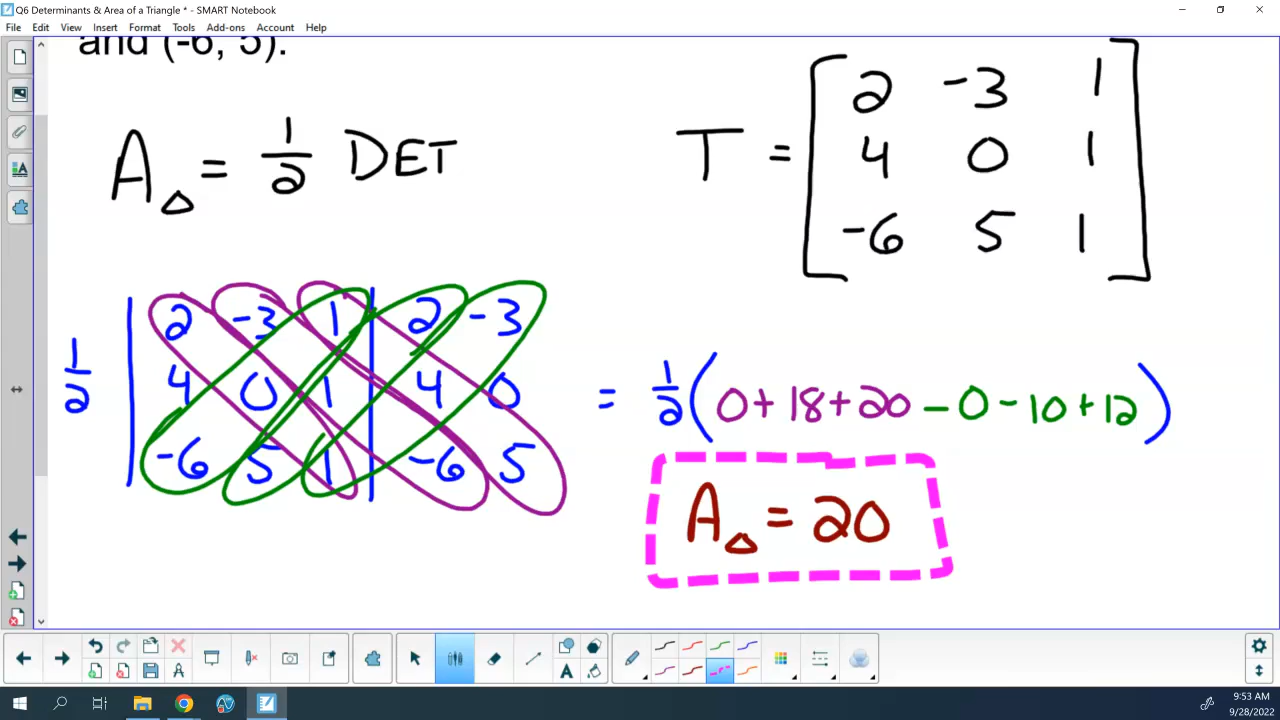 Q6 Determinants & Area of a Triangle * - SMART Notebook
File Edit View Insert Format Tools Add-ons Account Help
and (-6, 5).
A△ = 1/2 DET
T = [2 -3 1
4 0 1
-6 5 1]
1/2 | 2 -3 1 | 2 -3
4 0 1 | 4 0
-6 5 1 | -6 5
= 1/2 (0 + 18 + 20 - 0 - 10 + 12)
A△ = 20
9:53 AM
9/28/2022